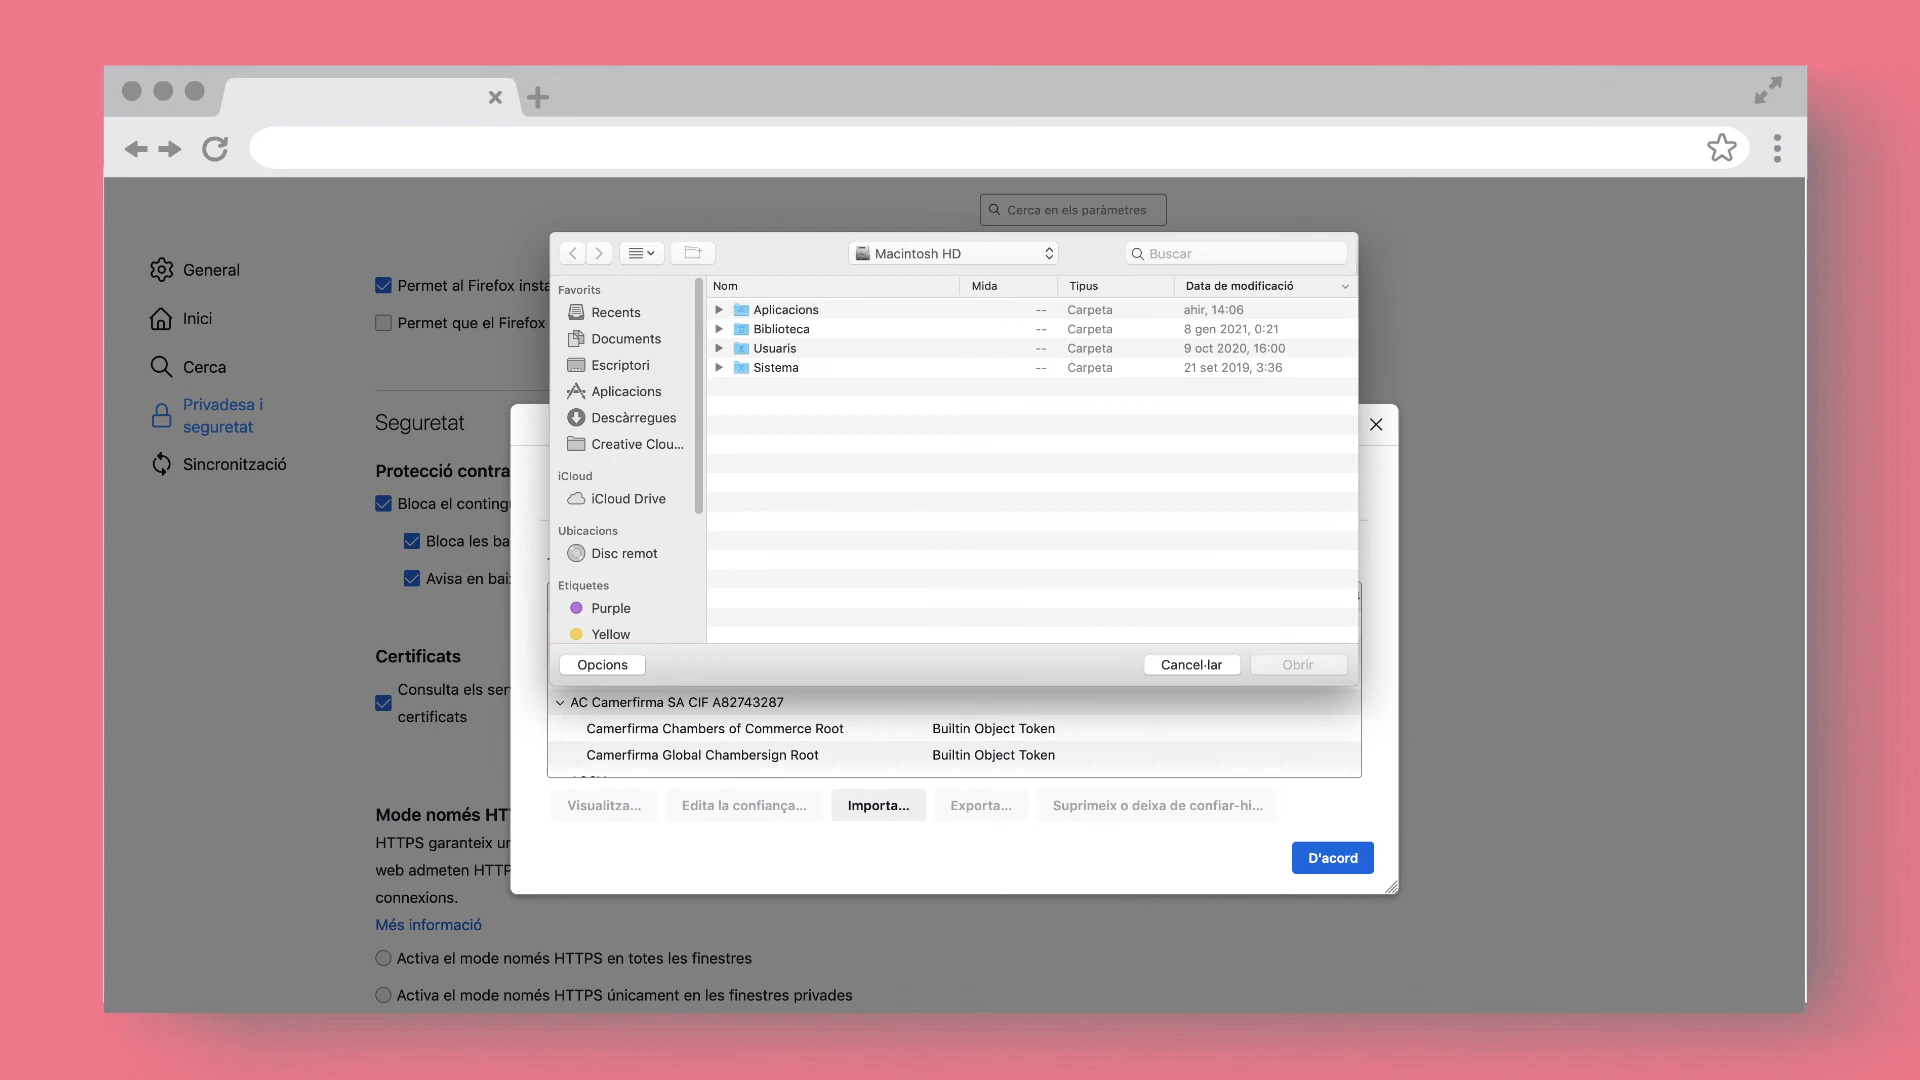 Cerca en els paràmetres
General
Inici
Cerca
Privadesa i
seguretat
Sincronització
Permet al Firefox insta
Permet que el Firefox
Seguretat
Protecció contra
Bloca el conting
Bloca les ba
Avisa en bai
Certificats
Consulta els ser
certificats
Mode només HT
HTTPS garanteix un
web admeten HTTP
connexions.
Més informació
Activa el mode només HTTPS en totes les finestres
Activa el mode només HTTPS únicament en les finestres privades
Macintosh HD
Buscar
Favorits
Recents
Documents
Escriptori
Aplicacions
Descàrregues
Creative Clou...
iCloud
iCloud Drive
Ubicacions
Disc remot
Etiquetes
Purple
Yellow
Nom Mida Tipus Data de modificació
Aplicacions -- Carpeta ahir, 14:06
Biblioteca -- Carpeta 8 gen 2021, 0:21
Usuaris -- Carpeta 9 oct 2020, 16:00
Sistema -- Carpeta 21 set 2019, 3:36
Opcions Cancel·lar Obrir
AC Camerfirma SA CIF A82743287
Camerfirma Chambers of Commerce Root Builtin Object Token
Camerfirma Global Chambersign Root Builtin Object Token
Visualitza... Edita la confiança... Importa... Exporta... Suprimeix o deixa de confiar-hi...
D'acord